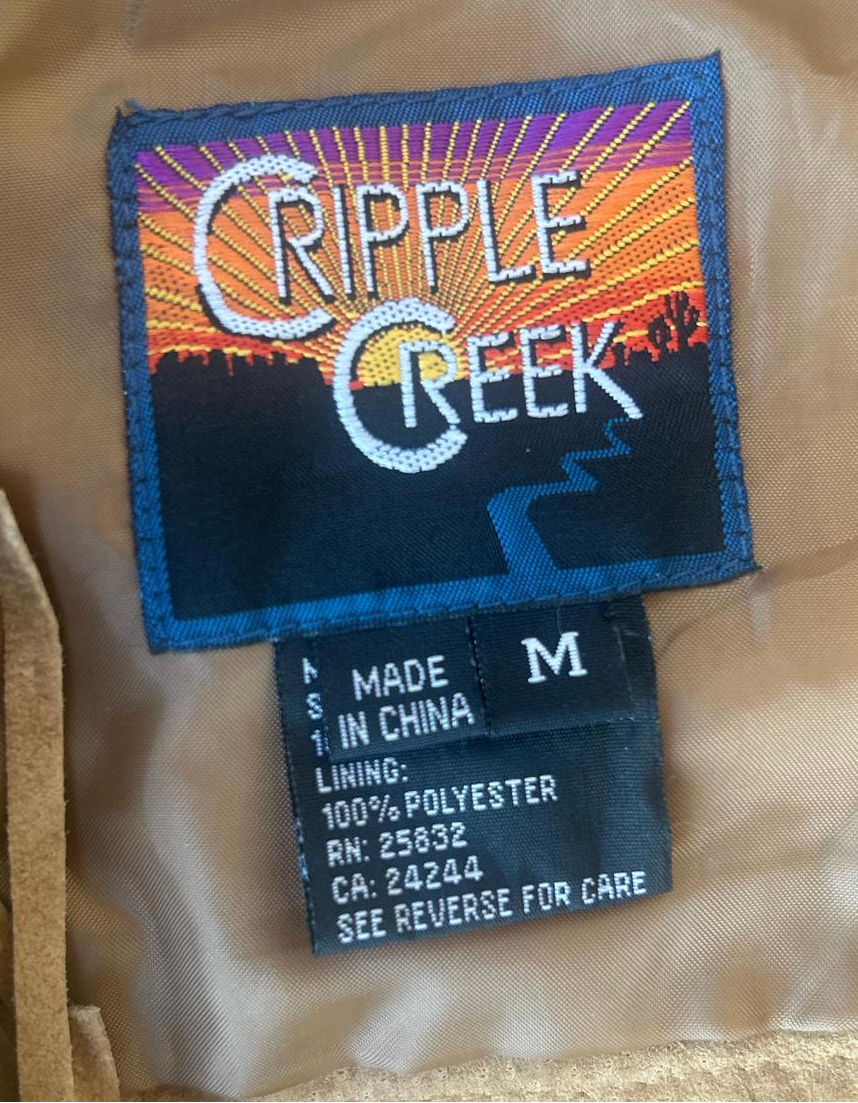 CRIPPLE
CREEK
MADE
IN CHINA
M
LINING:
100% POLYESTER
RN: 25832
CA: 24244
SEE REVERSE FOR CARE